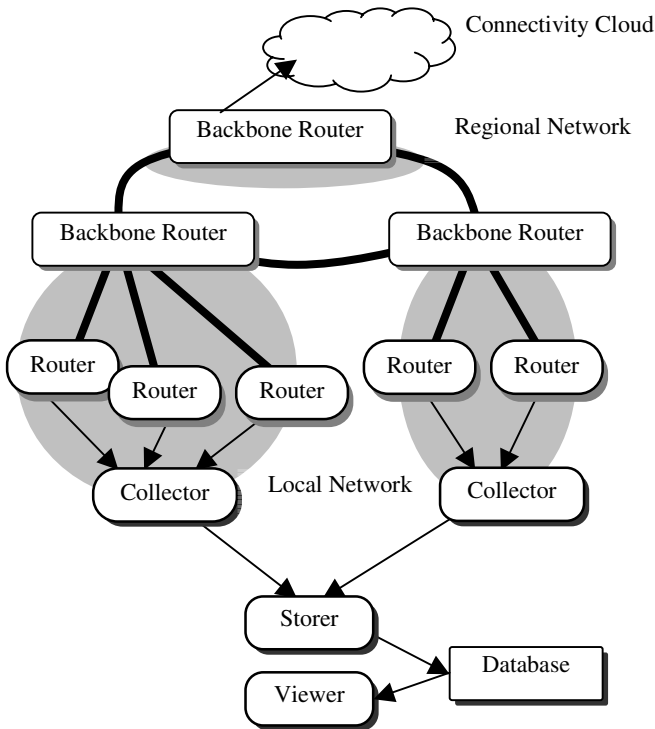 Connectivity Cloud
Backbone Router
Regional Network
Backbone Router
Backbone Router
Router
Router
Router
Router
Router
Collector
Local Network
Collector
Storer
Database
Viewer